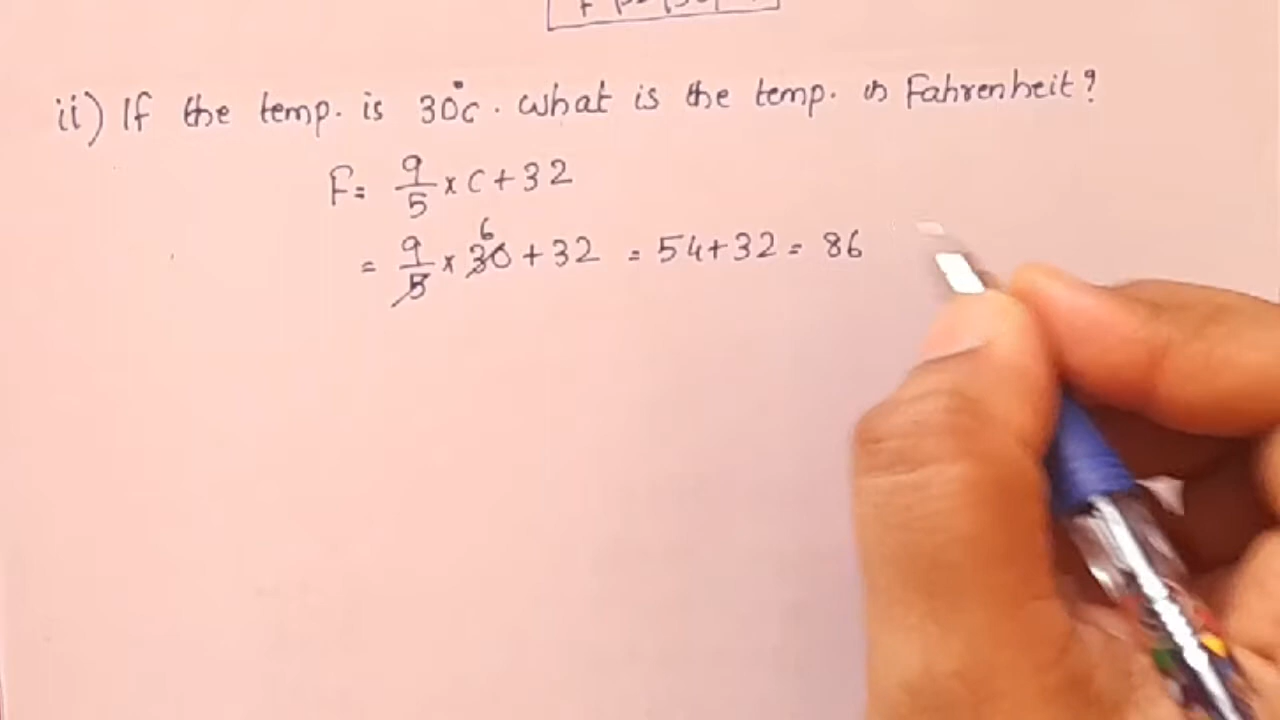 ii) If the temp. is 30°c. what is the temp. in Fahrenheit?
F = 9/5 x C + 32
= 9/5 x 30 6 + 32 = 54 + 32 = 86